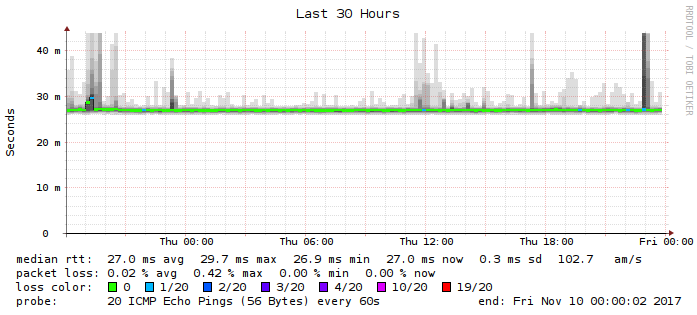 Last 30 Hours
RRDTOOL / TOBI OETIKER
Seconds
40 m
30 m
20 m
10 m
0
Thu 00:00 Thu 06:00 Thu 12:00 Thu 18:00 Fri 00:00
median rtt: 27.0 ms avg 29.7 ms max 26.9 ms min 27.0 ms now 0.3 ms sd 102.7 am/s
packet loss: 0.02 % avg 0.42 % max 0.00 % min 0.00 % now
loss color: 0 1/20 2/20 3/20 4/20 10/20 19/20
probe: 20 ICMP Echo Pings (56 Bytes) every 60s end: Fri Nov 10 00:00:02 2017